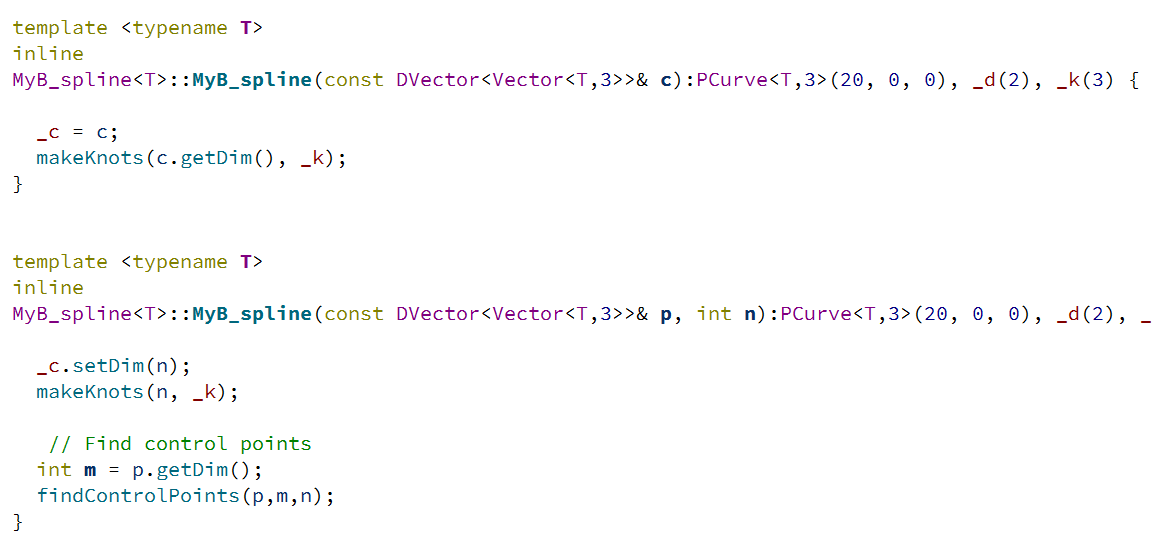 template <typename T>
inline
MyB_spline<T>::MyB_spline(const DVector<Vector<T,3>>& c):PCurve<T,3>(20, 0, 0), _d(2), _k(3) {
_c = c;
makeKnots(c.getDim(), _k);
}
template <typename T>
inline
MyB_spline<T>::MyB_spline(const DVector<Vector<T,3>>& p, int n):PCurve<T,3>(20, 0, 0), _d(2), _
_c.setDim(n);
makeKnots(n, _k);
// Find control points
int m = p.getDim();
findControlPoints(p,m,n);
}